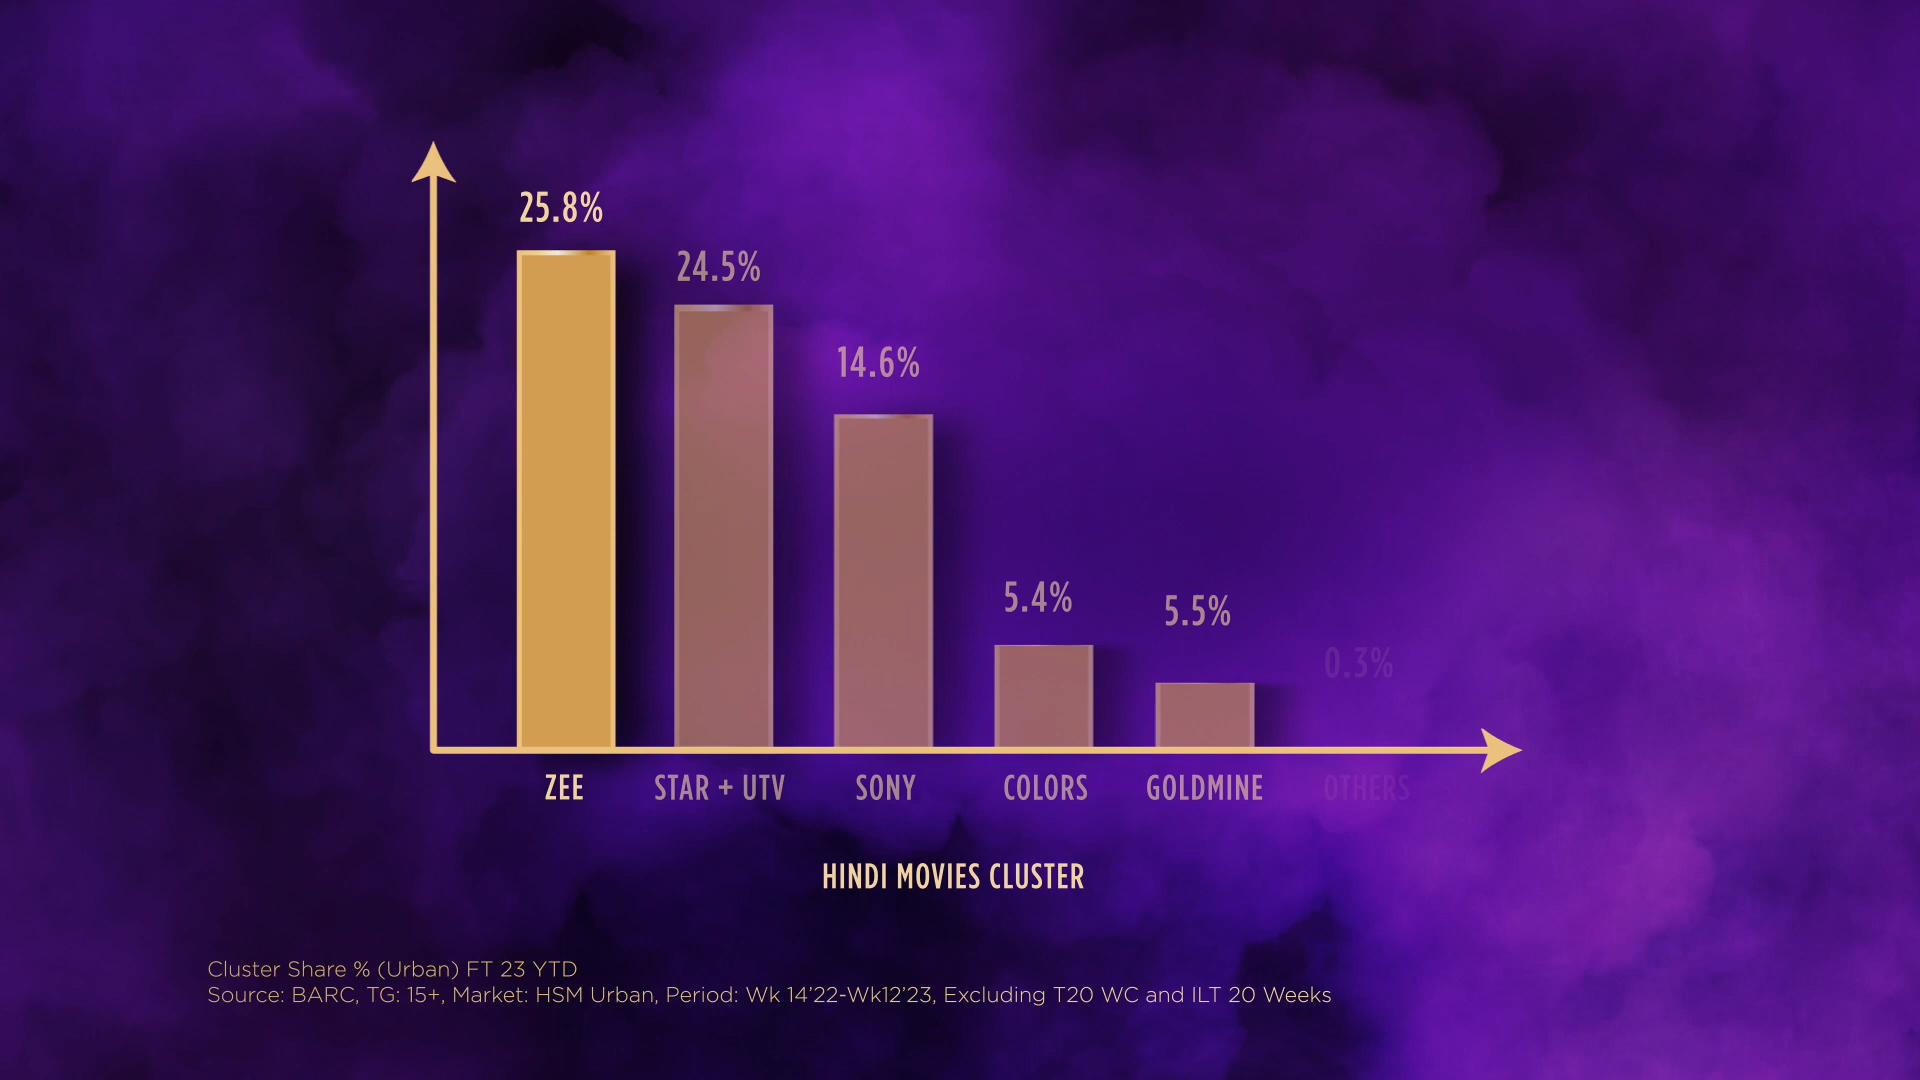 25.8%
24.5%
14.6%
5.4%
5.5%
0.3%
ZEE
STAR + UTV
SONY
COLORS
GOLDMINE
OTHERS
HINDI MOVIES CLUSTER
Cluster Share % (Urban) FT 23 YTD
Source: BARC, TG: 15+, Market: HSM Urban, Period: Wk 14’22-Wk12’23, Excluding T20 WC and ILT 20 Weeks